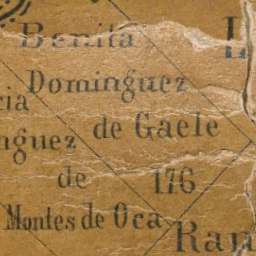 Benita
L
Dominguez
cia
de Gaele
nguez
de 176
Montes de Oca
Ran